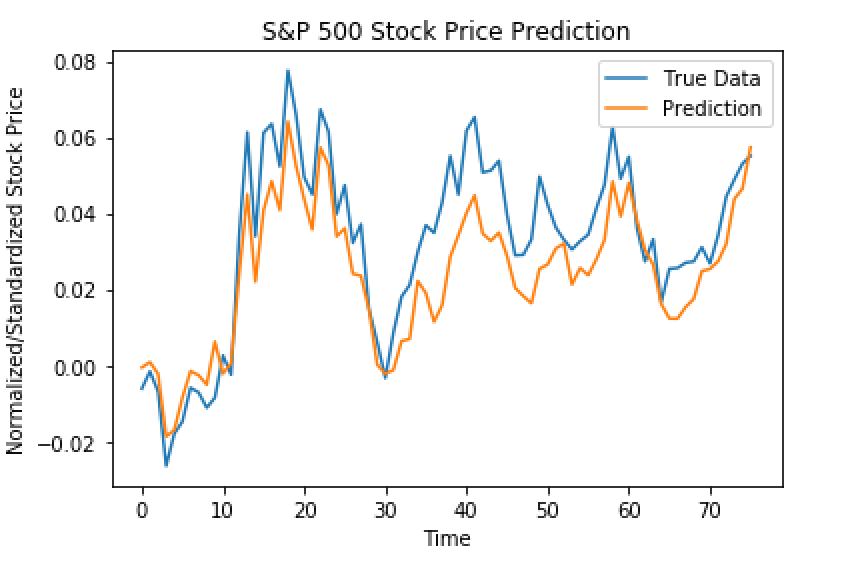 S&P 500 Stock Price Prediction
Normalized/Standardized Stock Price
0.08
0.06
0.04
0.02
0.00
−0.02
True Data
Prediction
0 10 20 30 40 50 60 70
Time